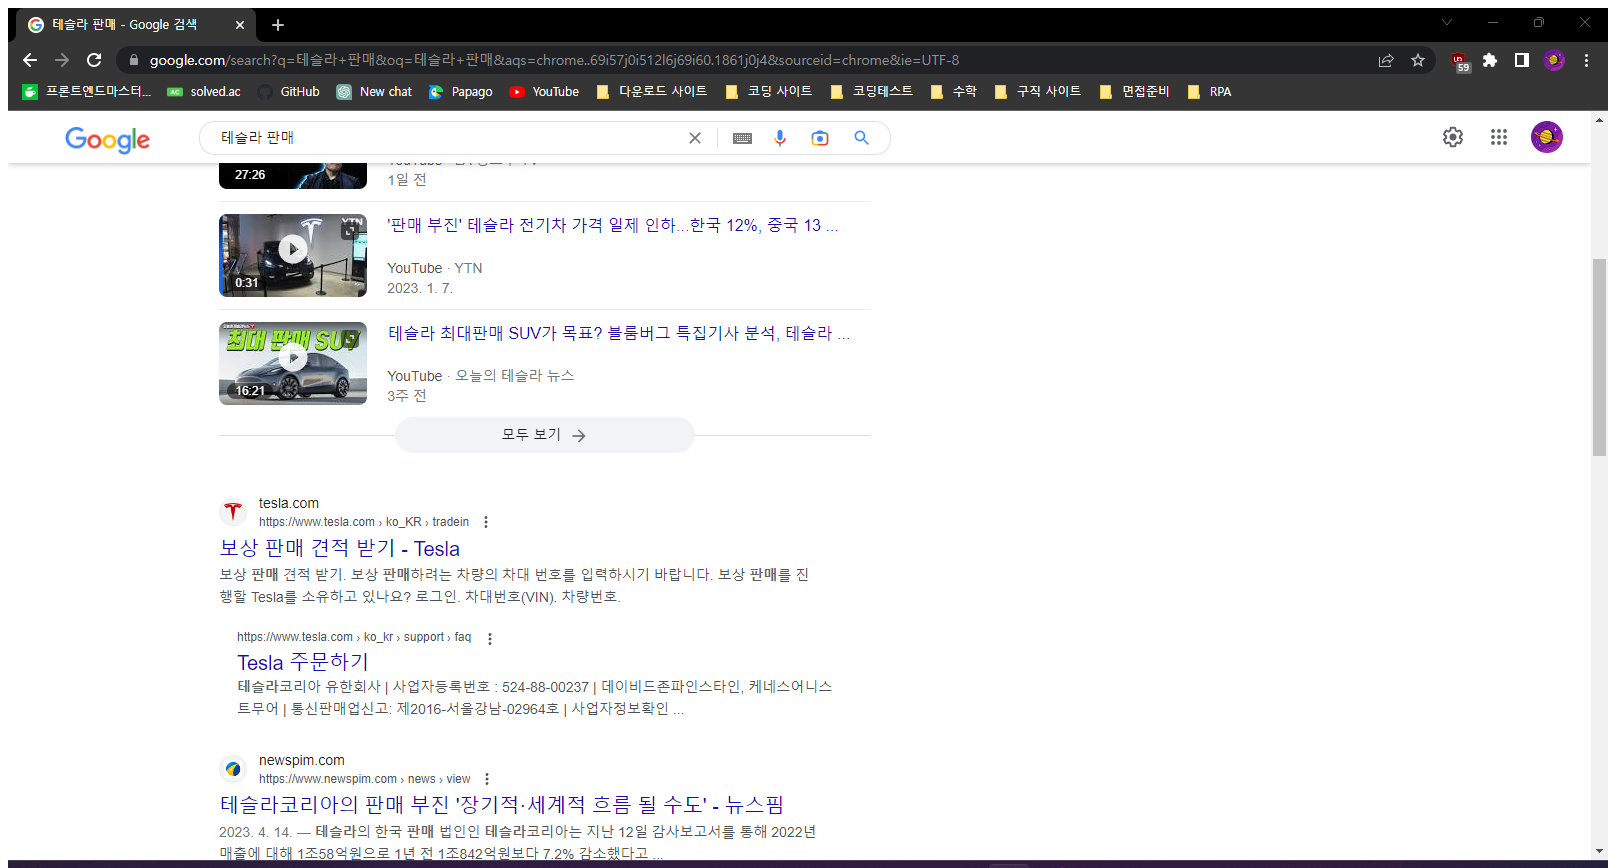 테슬라 판매 - Google 검색
google.com/search?q=테슬라+판매&oq=테슬라+판매&aqs=chrome..69i57j0i512l6j69i60.1861j0j4&sourceid=chrome&ie=UTF-8
59
프론트엔드마스터... solved.ac GitHub New chat Papago YouTube 다운로드 사이트 코딩 사이트 코딩테스트 수학 구직 사이트 면접준비 RPA
Google 테슬라 판매
27:26
1일 전
'판매 부진' 테슬라 전기차 가격 일제 인하...한국 12%, 중국 13 ...
YTN
0:31
YouTube · YTN
2023. 1. 7.
테슬라 최대판매 SUV가 목표? 블룸버그 특집기사 분석, 테슬라 ...
최대 판매 SUV
16:21
YouTube · 오늘의 테슬라 뉴스
3주 전
모두 보기
tesla.com
https://www.tesla.com › ko_KR › tradein
보상 판매 견적 받기 - Tesla
보상 판매 견적 받기. 보상 판매하려는 차량의 차대 번호를 입력하시기 바랍니다. 보상 판매를 진
행할 Tesla를 소유하고 있나요? 로그인. 차대번호(VIN). 차량번호.
https://www.tesla.com › ko_kr › support › faq
Tesla 주문하기
테슬라코리아 유한회사 | 사업자등록번호 : 524-88-00237 | 데이비드존파인스타인, 케네스어니스
트무어 | 통신판매업신고: 제2016-서울강남-02964호 | 사업자정보확인 ...
newspim.com
https://www.newspim.com › news › view
테슬라코리아의 판매 부진 '장기적·세계적 흐름 될 수도' - 뉴스핌
2023. 4. 14. — 테슬라의 한국 판매 법인인 테슬라코리아는 지난 12일 감사보고서를 통해 2022년
매출에 대해 1조58억원으로 1년 전 1조842억원보다 7.2% 감소했다고 ...